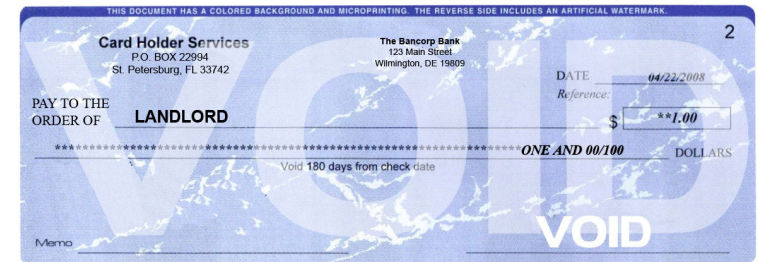 THIS DOCUMENT HAS A COLORED BACKGROUND AND MICROPRINTING. THE REVERSE SIDE INCLUDES AN ARTIFICIAL WATERMARK.
2
Card Holder Services
P.O. BOX 22994
St. Petersburg, FL 33742
The Bancorp Bank
123 Main Street
Wilmington, DE 19809
DATE 04/22/2008
Reference:
PAY TO THE
ORDER OF LANDLORD
$ **1.00
**********************************************************************ONE AND 00/100 DOLLARS
Void 180 days from check date
VOID
VOID
Memo